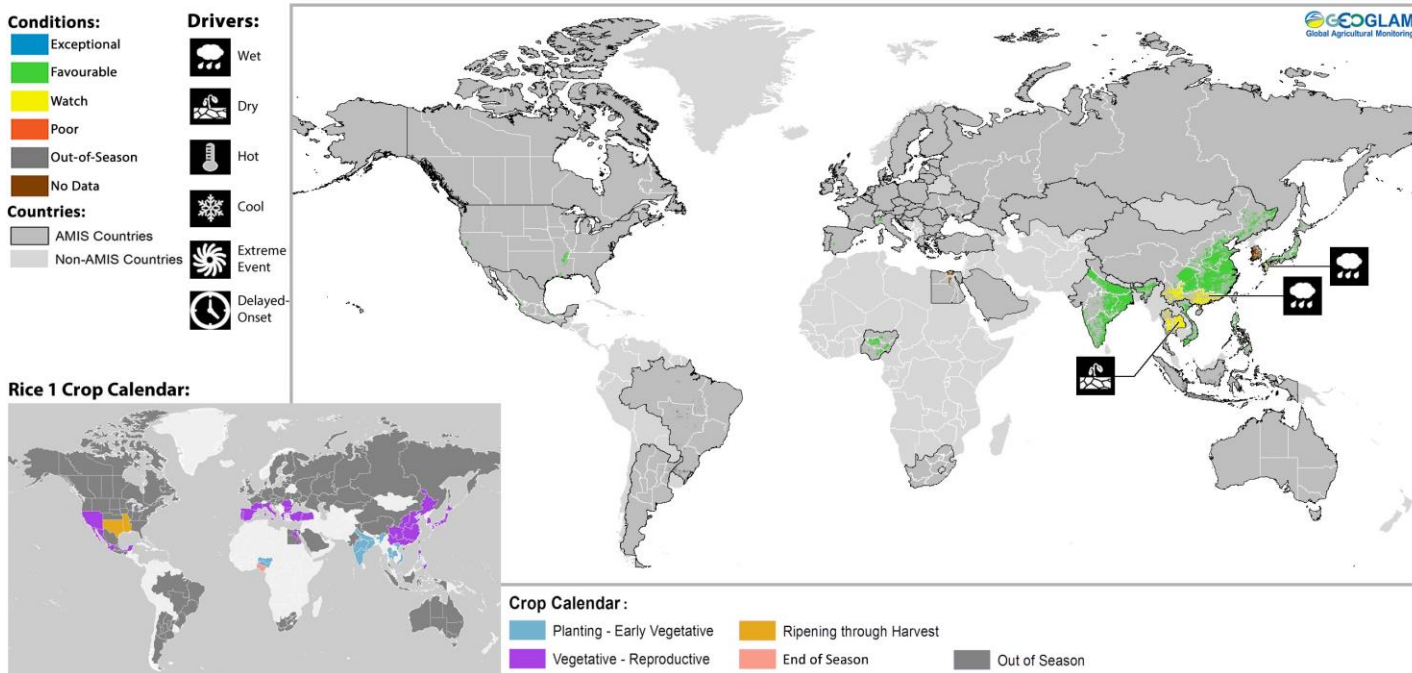 Conditions:
Exceptional
Favourable
Watch
Poor
Out-of-Season
No Data
Countries:
AMIS Countries
Non-AMIS Countries
Drivers:
Wet
Dry
Hot
Cool
Extreme
Event
Delayed-
Onset
GEOGLAM
Global Agricultural Monitoring
Rice 1 Crop Calendar:
Crop Calendar :
Planting - Early Vegetative
Vegetative - Reproductive
Ripening through Harvest
End of Season
Out of Season